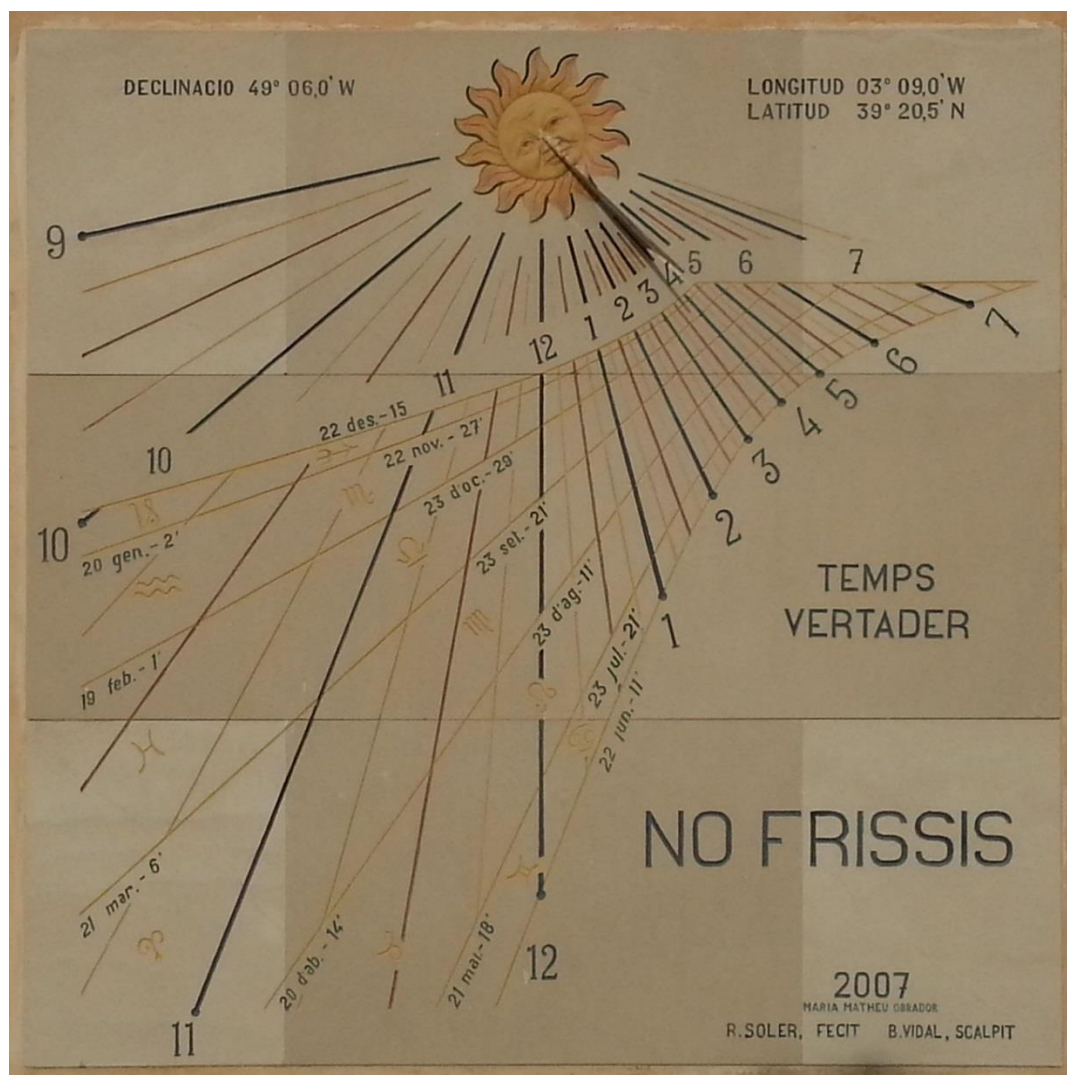 DECLINACIO 49° 06,0' W
LONGITUD 03° 09,0' W
LATITUD 39° 20,5' N
9
10
11
12
1
2
3
4
5
6
7
22 des.-15
22 nov.-27'
23 d'oc.-29'
23 set.-21'
23 d'ag.-11'
23 jul.-21"
22 jun.-11'
10
20 gen.-2'
19 feb.-1'
21 mar.-6'
20 d'ab.-14'
21 mai.-18'
11
12
1
2
3
4
5
6
7
TEMPS
VERTADER
NO FRISSIS
2007
MARIA MATHEU OBRADOR
R.SOLER, FECIT B.VIDAL, SCALPIT